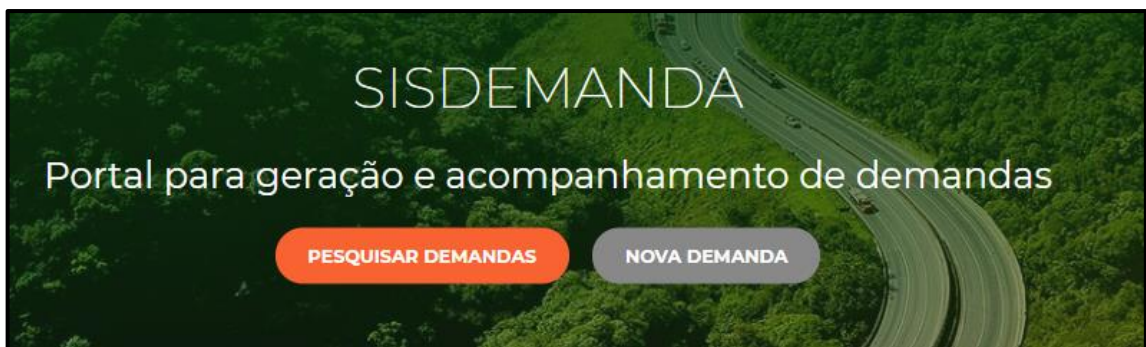 SISDEMANDA
Portal para geração e acompanhamento de demandas
PESQUISAR DEMANDAS NOVA DEMANDA